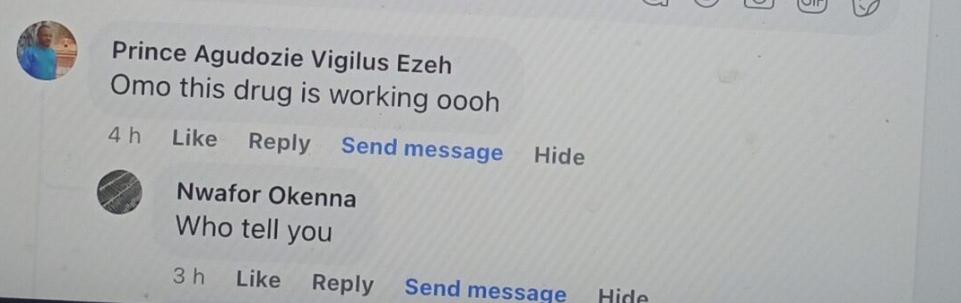 Prince Agudozie Vigilus Ezeh
Omo this drug is working oooh
4 h Like Reply Send message Hide
Nwafor Okenna
Who tell you
3 h Like Reply Send message Hide